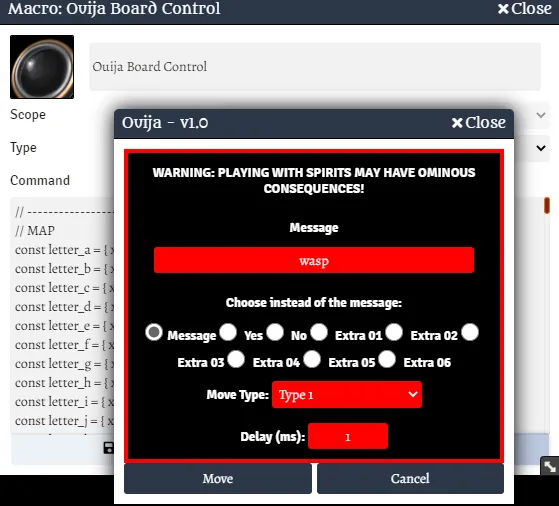 Macro: Ouija Board Control
Close
Ouija Board Control
Scope
Type
Command
// -----------------
// MAP
const letter_a = { x
const letter_b = { x
const letter_c = { x
const letter_d = { x
const letter_e = { x
const letter_f = { x
const letter_g = { x
const letter_h = { x
const letter_i = { x
const letter_j = { x
Ouija - v1.0
Close
WARNING: PLAYING WITH SPIRITS MAY HAVE OMINOUS
CONSEQUENCES!
Message
wasp
Choose instead of the message:
Message Yes No Extra 01 Extra 02
Extra 03 Extra 04 Extra 05 Extra 06
Move Type: Type 1
Delay (ms): 1
Move
Cancel